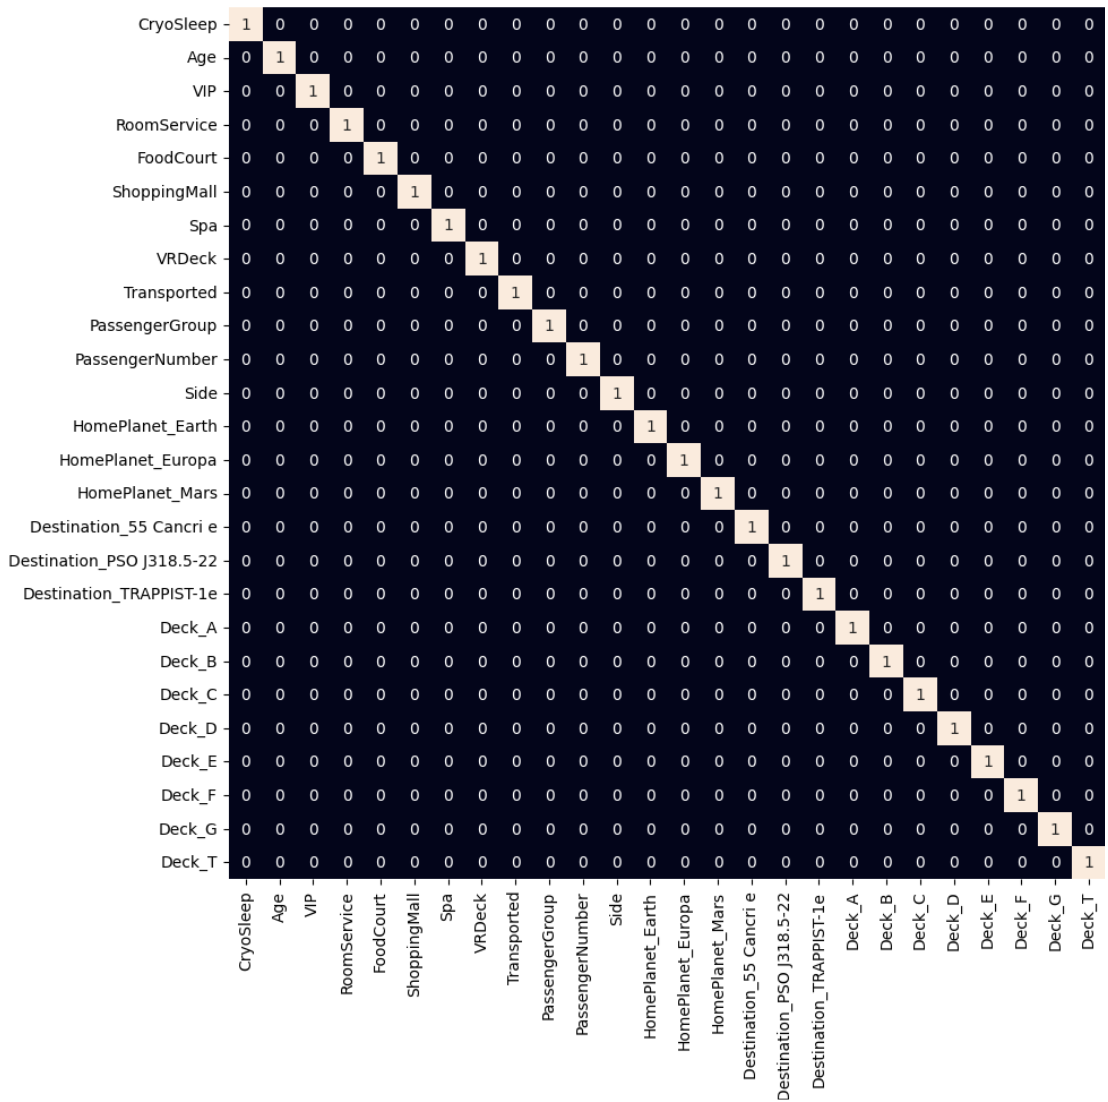 CryoSleep 1 0 0 0 0 0 0 0 0 0 0 0 0 0 0 0 0 0 0 0 0 0 0 0 0 0
Age 0 1 0 0 0 0 0 0 0 0 0 0 0 0 0 0 0 0 0 0 0 0 0 0 0 0
VIP 0 0 1 0 0 0 0 0 0 0 0 0 0 0 0 0 0 0 0 0 0 0 0 0 0 0
RoomService 0 0 0 1 0 0 0 0 0 0 0 0 0 0 0 0 0 0 0 0 0 0 0 0 0 0
FoodCourt 0 0 0 0 1 0 0 0 0 0 0 0 0 0 0 0 0 0 0 0 0 0 0 0 0 0
ShoppingMall 0 0 0 0 0 1 0 0 0 0 0 0 0 0 0 0 0 0 0 0 0 0 0 0 0 0
Spa 0 0 0 0 0 0 1 0 0 0 0 0 0 0 0 0 0 0 0 0 0 0 0 0 0 0
VRDeck 0 0 0 0 0 0 0 1 0 0 0 0 0 0 0 0 0 0 0 0 0 0 0 0 0 0
Transported 0 0 0 0 0 0 0 0 1 0 0 0 0 0 0 0 0 0 0 0 0 0 0 0 0 0
PassengerGroup 0 0 0 0 0 0 0 0 0 1 0 0 0 0 0 0 0 0 0 0 0 0 0 0 0 0
PassengerNumber 0 0 0 0 0 0 0 0 0 0 1 0 0 0 0 0 0 0 0 0 0 0 0 0 0 0
Side 0 0 0 0 0 0 0 0 0 0 0 1 0 0 0 0 0 0 0 0 0 0 0 0 0 0
HomePlanet_Earth 0 0 0 0 0 0 0 0 0 0 0 0 1 0 0 0 0 0 0 0 0 0 0 0 0 0
HomePlanet_Europa 0 0 0 0 0 0 0 0 0 0 0 0 0 1 0 0 0 0 0 0 0 0 0 0 0 0
HomePlanet_Mars 0 0 0 0 0 0 0 0 0 0 0 0 0 0 1 0 0 0 0 0 0 0 0 0 0 0
Destination_55 Cancri e 0 0 0 0 0 0 0 0 0 0 0 0 0 0 0 1 0 0 0 0 0 0 0 0 0 0
Destination_PSO J318.5-22 0 0 0 0 0 0 0 0 0 0 0 0 0 0 0 0 1 0 0 0 0 0 0 0 0 0
Destination_TRAPPIST-1e 0 0 0 0 0 0 0 0 0 0 0 0 0 0 0 0 0 1 0 0 0 0 0 0 0 0
Deck_A 0 0 0 0 0 0 0 0 0 0 0 0 0 0 0 0 0 0 1 0 0 0 0 0 0 0
Deck_B 0 0 0 0 0 0 0 0 0 0 0 0 0 0 0 0 0 0 0 1 0 0 0 0 0 0
Deck_C 0 0 0 0 0 0 0 0 0 0 0 0 0 0 0 0 0 0 0 0 1 0 0 0 0 0
Deck_D 0 0 0 0 0 0 0 0 0 0 0 0 0 0 0 0 0 0 0 0 0 1 0 0 0 0
Deck_E 0 0 0 0 0 0 0 0 0 0 0 0 0 0 0 0 0 0 0 0 0 0 1 0 0 0
Deck_F 0 0 0 0 0 0 0 0 0 0 0 0 0 0 0 0 0 0 0 0 0 0 0 1 0 0
Deck_G 0 0 0 0 0 0 0 0 0 0 0 0 0 0 0 0 0 0 0 0 0 0 0 0 1 0
Deck_T 0 0 0 0 0 0 0 0 0 0 0 0 0 0 0 0 0 0 0 0 0 0 0 0 0 1
CryoSleep
Age
VIP
RoomService
FoodCourt
ShoppingMall
Spa
VRDeck
Transported
PassengerGroup
PassengerNumber
Side
HomePlanet_Earth
HomePlanet_Europa
HomePlanet_Mars
Destination_55 Cancri e
Destination_PSO J318.5-22
Destination_TRAPPIST-1e
Deck_A
Deck_B
Deck_C
Deck_D
Deck_E
Deck_F
Deck_G
Deck_T